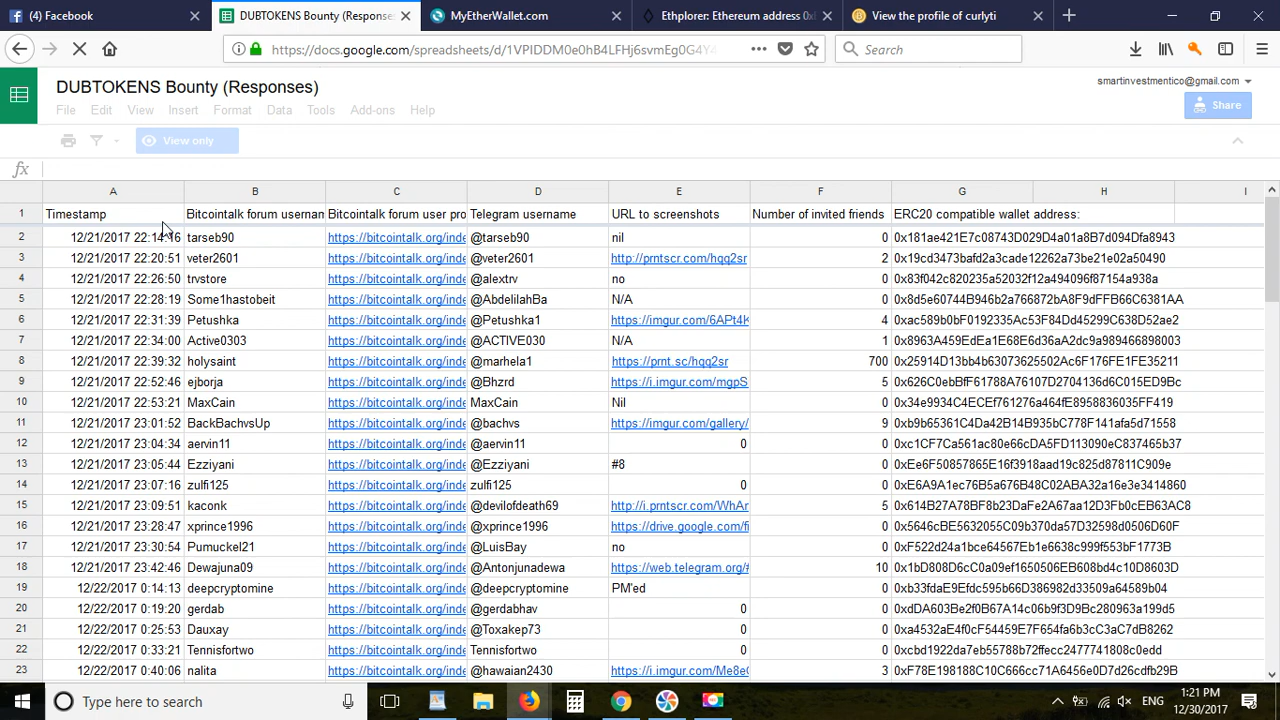 (4) Facebook
DUBTOKENS Bounty (Response
MyEtherWallet.com
Ethplorer: Ethereum address 0x
View the profile of curlyti
https://docs.google.com/spreadsheets/d/1VPIDDM0e0hB4LFHj6svmEg0G4Y4
Search
DUBTOKENS Bounty (Responses)
smartinvestmentico@gmail.com
File Edit View Insert Format Data Tools Add-ons Help
Share
View only
fx
A B C D E F G H I
1 Timestamp Bitcointalk forum usernam Bitcointalk forum user pro Telegram username URL to screenshots Number of invited friends ERC20 compatible wallet address:
2 12/21/2017 22:14:16 tarseb90 https://bitcointalk.org/inde @tarseb90 nil 0 0x181ae421E7c08743D029D4a01a8B7d094Dfa8943
3 12/21/2017 22:20:51 veter2601 https://bitcointalk.org/inde @veter2601 http://prntscr.com/hqq2sr 2 0x19cd3473bafd2a3cade12262a73be21e02a50490
4 12/21/2017 22:26:50 trvstore https://bitcointalk.org/inde @alextrv no 0 0x83f042c820235a52032f12a494096f87154a938a
5 12/21/2017 22:28:19 Some1hastobeit https://bitcointalk.org/inde @AbdelilahBa N/A 0 0x8d5e60744B946b2a766872bA8F9dFFB66C6381AA
6 12/21/2017 22:31:39 Petushka https://bitcointalk.org/inde @Petushka1 https://imgur.com/6APt4K 4 0xac589b0bF0192335Ac53F84Dd45299C638D52ae2
7 12/21/2017 22:34:00 Active0303 https://bitcointalk.org/inde @ACTIVE030 N/A 1 0x8963A459EdEa1E68E6d36aA2dc9a989466898003
8 12/21/2017 22:39:32 holysaint https://bitcointalk.org/inde @marhela1 https://prnt.sc/hqq2sr 700 0x25914D13bb4b63073625502Ac6F176FE1FE35211
9 12/21/2017 22:52:46 ejborja https://bitcointalk.org/inde @Bhzrd https://i.imgur.com/mgpS 5 0x626C0ebBfF61788A76107D2704136d6C015ED9Bc
10 12/21/2017 22:53:21 MaxCain https://bitcointalk.org/inde MaxCain Nil 0 0x34e9934C4ECEf761276a464fE8958836035FF419
11 12/21/2017 23:01:52 BackBachvsUp https://bitcointalk.org/inde @bachvs https://imgur.com/gallery/ 9 0xb9b65361C4Da42B14B935bC778F141afa5d71558
12 12/21/2017 23:04:34 aervin11 https://bitcointalk.org/inde @aervin11 0 0 0xc1CF7Ca561ac80e66cDA5FD113090eC837465b37
13 12/21/2017 23:05:44 Ezziyani https://bitcointalk.org/inde @Ezziyani #8 0 0xEe6F50857865E16f3918aad19c825d87811C909e
14 12/21/2017 23:07:16 zulfi125 https://bitcointalk.org/inde zulfi125 0 0 0xE6A9A1ec76B5a676B48C02ABA32a16e3e3414860
15 12/21/2017 23:09:51 kaconk https://bitcointalk.org/inde @devilofdeath69 http://i.prntscr.com/WhAr 5 0x614B27A78BF8b23DaFe2A67aa12D3Fb0cEB63AC8
16 12/21/2017 23:28:47 xprince1996 https://bitcointalk.org/inde @xprince1996 https://drive.google.com/fi 0 0x5646cBE5632055C09b370da57D32598d0506D60F
17 12/21/2017 23:30:54 Pumuckel21 https://bitcointalk.org/inde @LuisBay no 0 0xF522d24a1bce64567Eb1e6638c999f553bF1773B
18 12/21/2017 23:42:46 Dewajuna09 https://bitcointalk.org/inde @Antonjunadewa https://web.telegram.org/# 10 0x1bD808D6cC0a09ef1650506EB608bd4c10D8603D
19 12/22/2017 0:14:13 deepcryptomine https://bitcointalk.org/inde @deepcryptomine PM'ed 0 0xb33fdaE9Efdc595b66D386982d33509a64589b04
20 12/22/2017 0:19:20 gerdab https://bitcointalk.org/inde @gerdabhav 0 0 0xdDA603Be2f0B67A14c06b9f3D9Bc280963a199d5
21 12/22/2017 0:25:53 Dauxay https://bitcointalk.org/inde @Toxakep73 0 0 0xa4532aE4f0cF54459E7F654fa6b3cC3aC7dB8262
22 12/22/2017 0:33:21 Tennisfortwo https://bitcointalk.org/inde Tennisfortwo 0 0 0xcbd1922da7eb55788b72ffecc2477741808c0edd
23 12/22/2017 0:40:06 nalita https://bitcointalk.org/inde @hawaian2430 https://i.imgur.com/Me8e 3 0xF78E198188C10C666cc71A6456e0D7d26cdfb29B
Type here to search
ENG
1:21 PM
12/30/2017